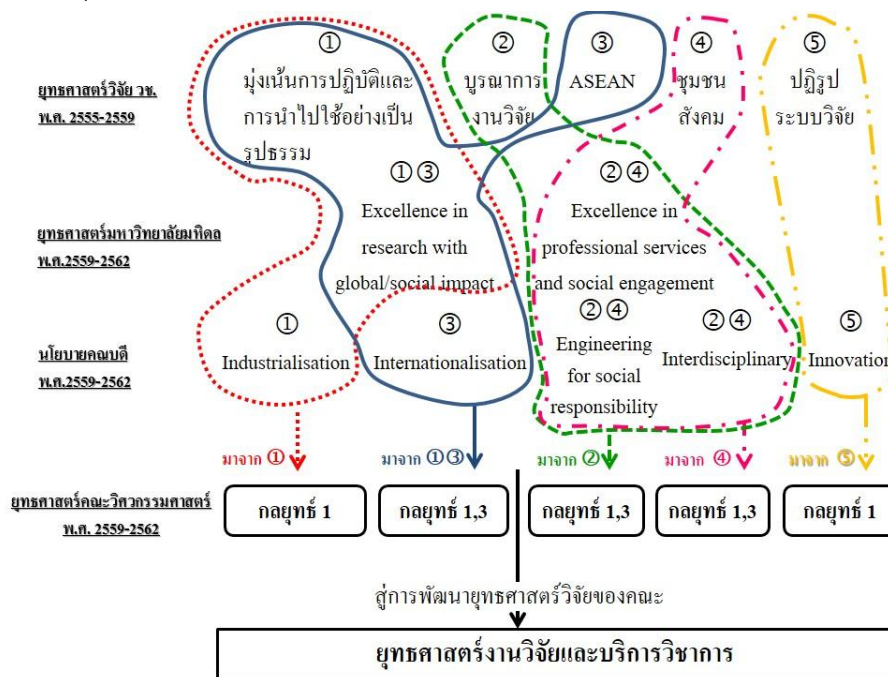 ① ② ③ ④ ⑤
ยุทธศาสตร์วิจัย วช.
พ.ศ. 2555-2559
มุ่งเน้นการปฏิบัติและ
การนำไปใช้อย่างเป็น
รูปธรรม
บูรณาการ
งานวิจัย
ASEAN
ชุมชน
สังคม
ปฏิรูป
ระบบวิจัย
ยุทธศาสตร์มหาวิทยาลัยมหิดล
พ.ศ.2559-2562
①③
Excellence in
research with
global/social impact
②④
Excellence in
professional services
and social engagement
นโยบายคณบดี
พ.ศ.2559-2562
①
Industrialisation
③
Internationalisation
②④
Engineering
for social
responsibility
②④
Interdisciplinary
⑤
Innovation
มาจาก ①
มาจาก ①③
มาจาก ②
มาจาก ④
มาจาก ⑤
ยุทธศาสตร์คณะวิศวกรรมศาสตร์
พ.ศ. 2559-2562
กลยุทธ์ 1
กลยุทธ์ 1,3
กลยุทธ์ 1,3
กลยุทธ์ 1,3
กลยุทธ์ 1
สู่การพัฒนายุทธศาสตร์วิจัยของคณะ
ยุทธศาสตร์งานวิจัยและบริการวิชาการ